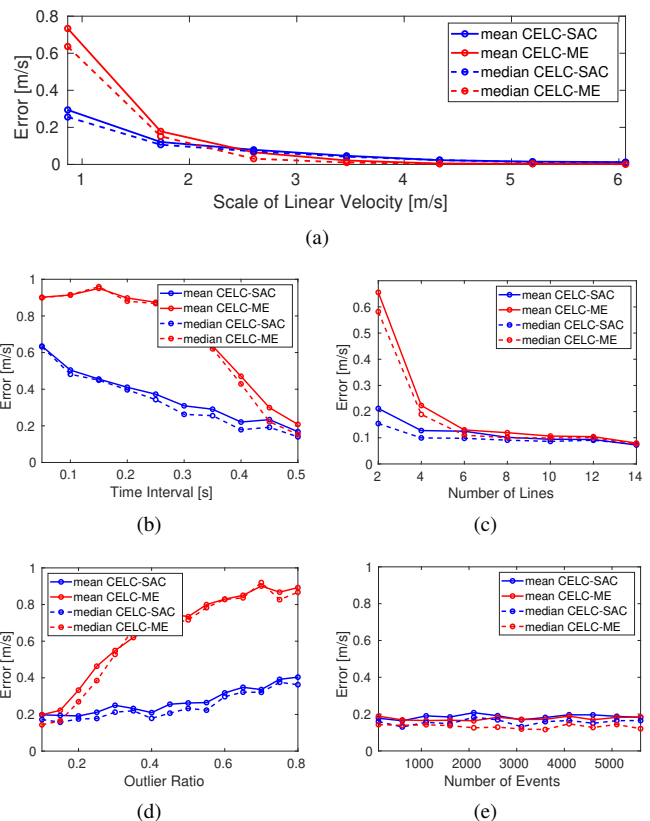 0.8
0.6
0.4
0.2
0
Error [m/s]
mean CELC-SAC
mean CELC-ME
median CELC-SAC
median CELC-ME
1 2 3 4 5 6
Scale of Linear Velocity [m/s]
(a)
1
0.8
0.6
0.4
0.2
0
Error [m/s]
mean CELC-SAC
mean CELC-ME
median CELC-SAC
median CELC-ME
0.1 0.2 0.3 0.4 0.5
Time Interval [s]
(b)
0.7
0.6
0.5
0.4
0.3
0.2
0.1
0
Error [m/s]
mean CELC-SAC
mean CELC-ME
median CELC-SAC
median CELC-ME
2 4 6 8 10 12 14
Number of Lines
(c)
1
0.8
0.6
0.4
0.2
0
Error [m/s]
mean CELC-SAC
mean CELC-ME
median CELC-SAC
median CELC-ME
0.2 0.4 0.6 0.8
Outlier Ratio
(d)
1
0.8
0.6
0.4
0.2
0
Error [m/s]
mean CELC-SAC
mean CELC-ME
median CELC-SAC
median CELC-ME
1000 2000 3000 4000 5000
Number of Events
(e)